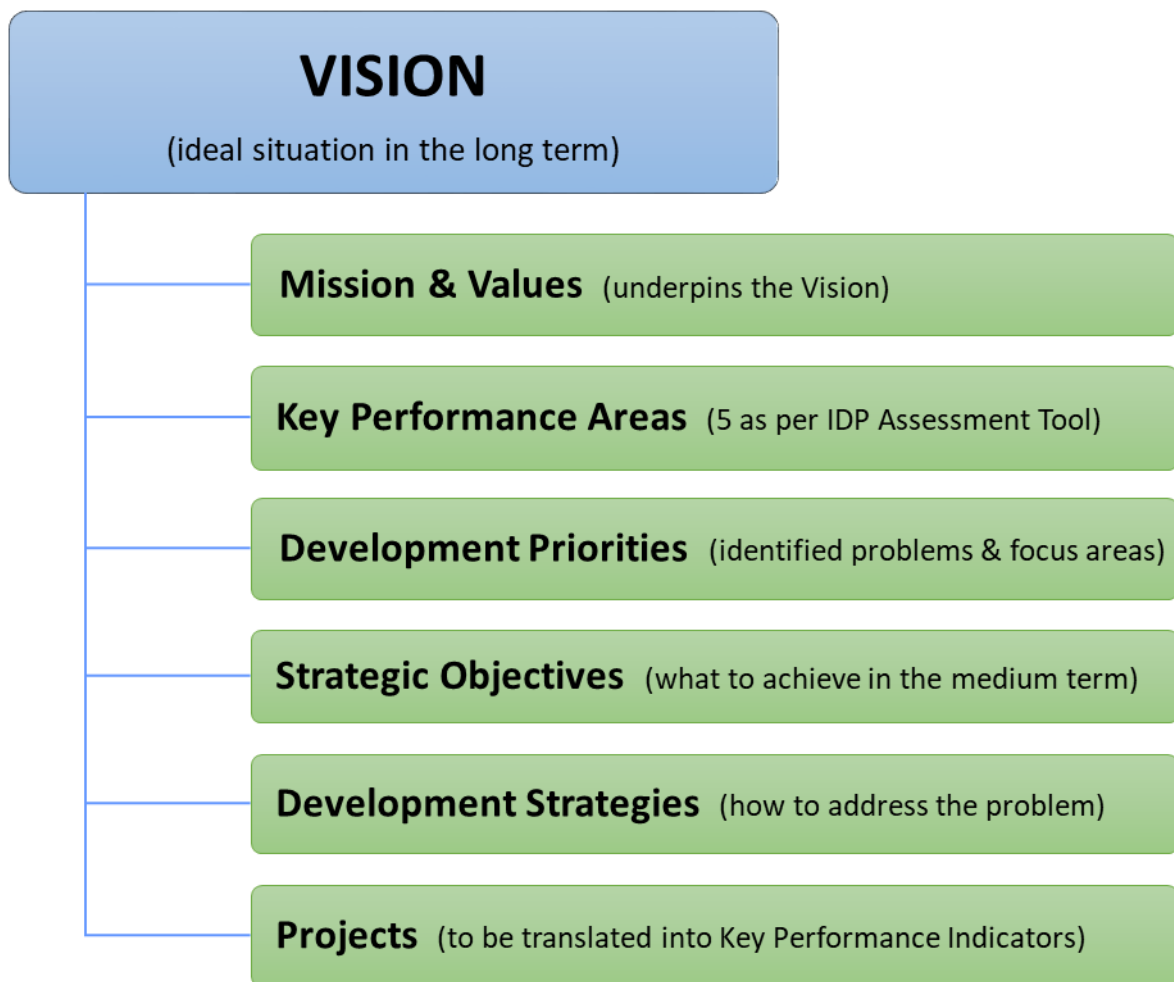 VISION
(ideal situation in the long term)
Mission & Values (underpins the Vision)
Key Performance Areas (5 as per IDP Assessment Tool)
Development Priorities (identified problems & focus areas)
Strategic Objectives (what to achieve in the medium term)
Development Strategies (how to address the problem)
Projects (to be translated into Key Performance Indicators)